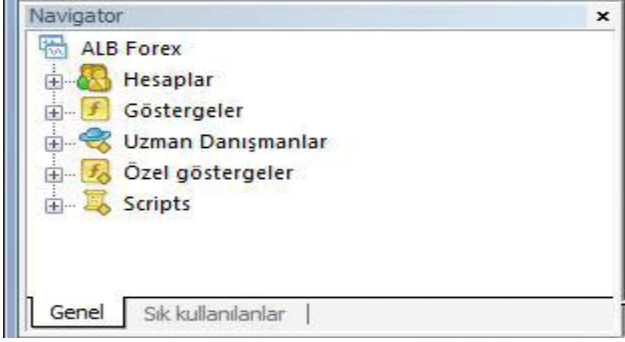 Navigator
ALB Forex
Hesaplar
Göstergeler
Uzman Danışmanlar
Özel göstergeler
Scripts
Genel Sık kullanılanlar